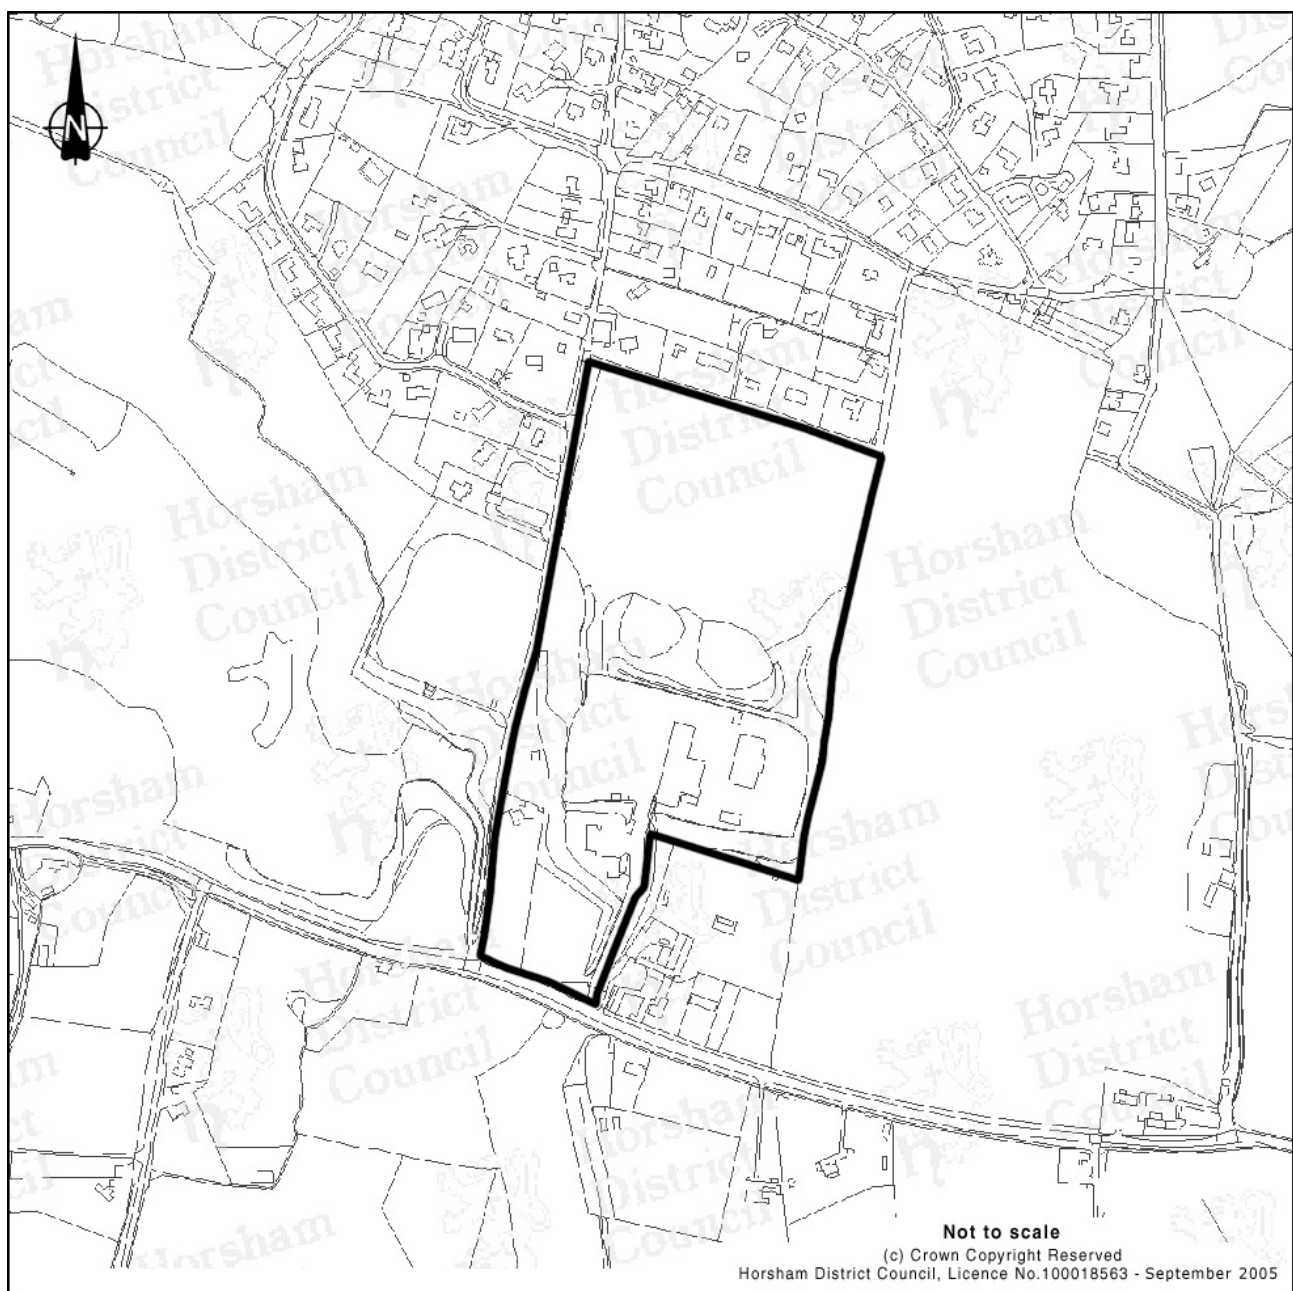 N
Horsham
District
Council
Not to scale
(c) Crown Copyright Reserved
Horsham District Council, Licence No.100018563 - September 2005